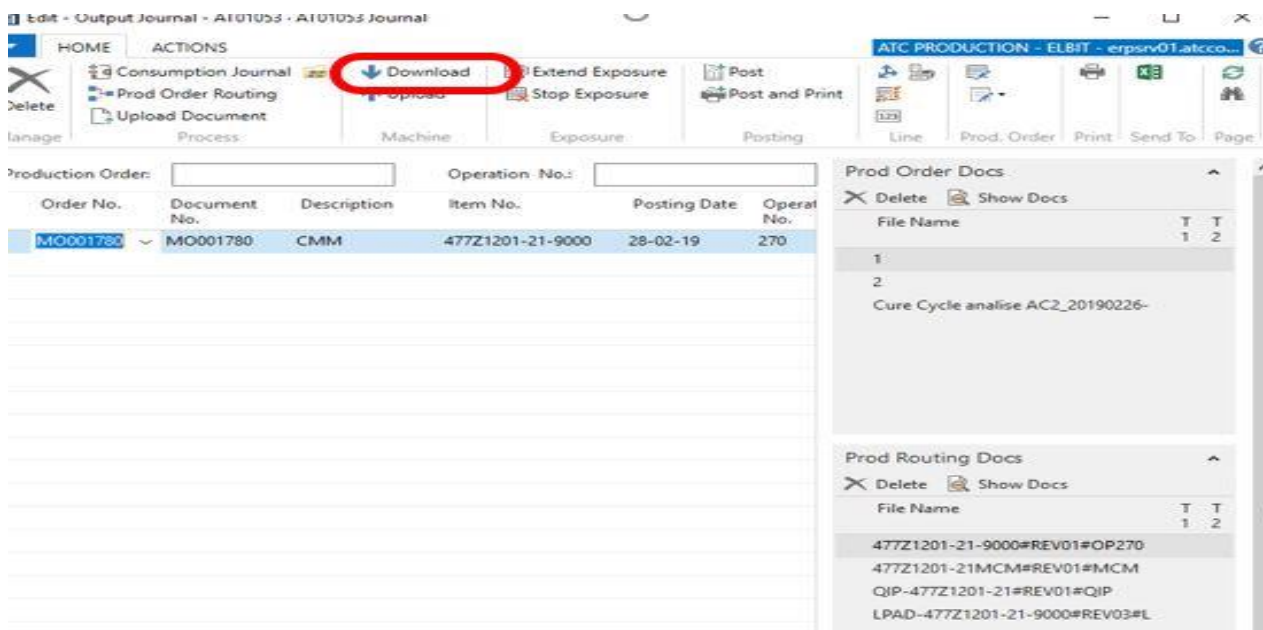 Edit - Output Journal - AT01053 - AT01053 Journal
HOME ACTIONS
ATC PRODUCTION - ELBIT - erpsrv01.atcco...
Delete
Consumption Journal
Prod Order Routing
Upload Document
Download
Upload
Extend Exposure
Stop Exposure
Post
Post and Print
123
Manage Process Machine Exposure Posting Line Prod. Order Print Send To Page
Production Order: Operation No.:
Order No. Document No. Description Item No. Posting Date Operat No.
MO001780 MO001780 CMM 477Z1201-21-9000 28-02-19 270
Prod Order Docs
Delete Show Docs
File Name T 1 T 2
1
2
Cure Cycle analise AC2_20190226-
Prod Routing Docs
Delete Show Docs
File Name T 1 T 2
477Z1201-21-9000#REV01#OP270
477Z1201-21MCM#REV01#MCM
QIP-477Z1201-21#REV01#QIP
LPAD-477Z1201-21-9000#REV03#L